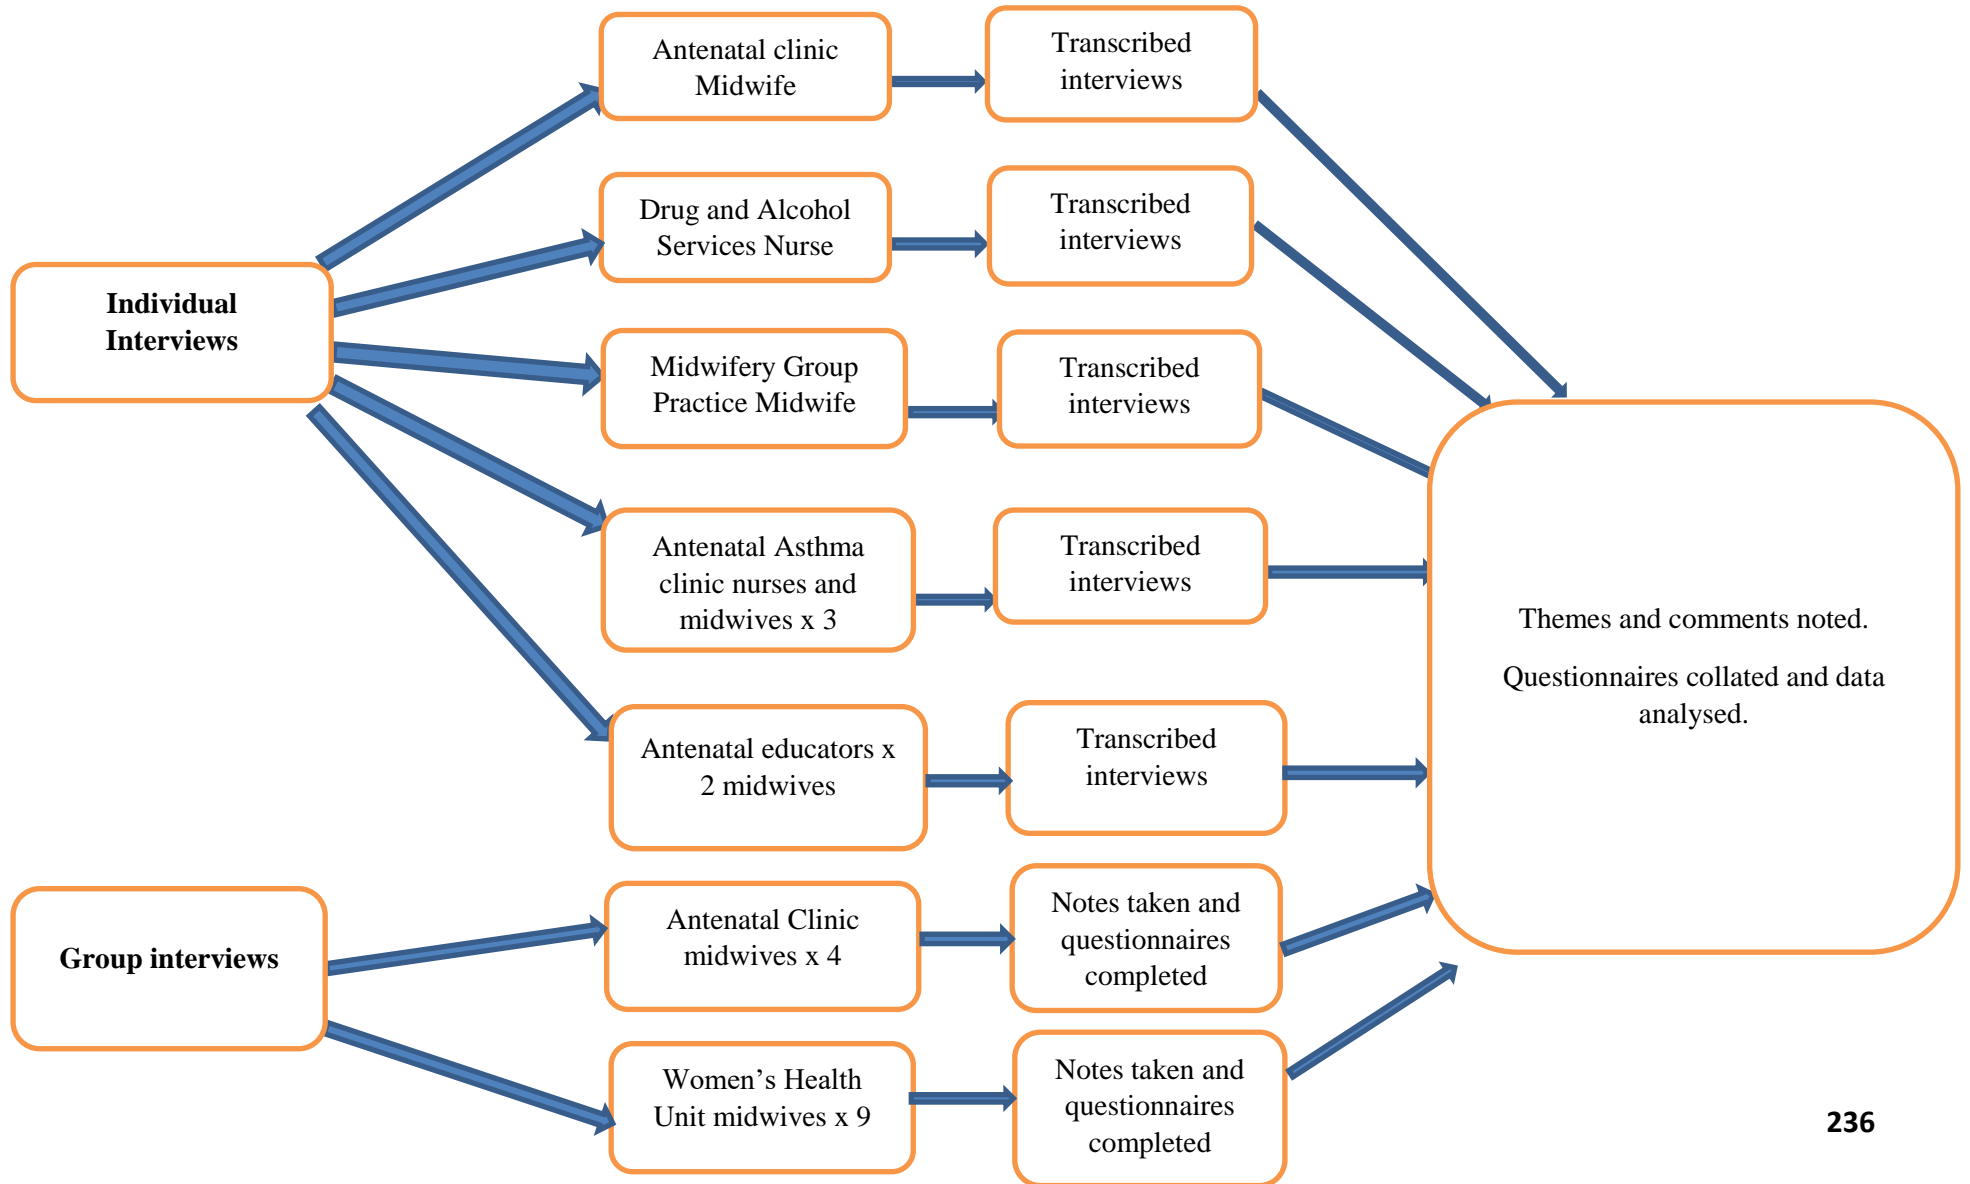 Antenatal clinic
Midwife
Transcribed
interviews
Drug and Alcohol
Services Nurse
Transcribed
interviews
Individual
Interviews
Midwifery Group
Practice Midwife
Transcribed
interviews
Antenatal Asthma
clinic nurses and
midwives x 3
Transcribed
interviews
Themes and comments noted.
Questionnaires collated and data
analysed.
Antenatal educators x
2 midwives
Transcribed
interviews
Group interviews
Antenatal Clinic
midwives x 4
Notes taken and
questionnaires
completed
Women’s Health
Unit midwives x 9
Notes taken and
questionnaires
completed
236